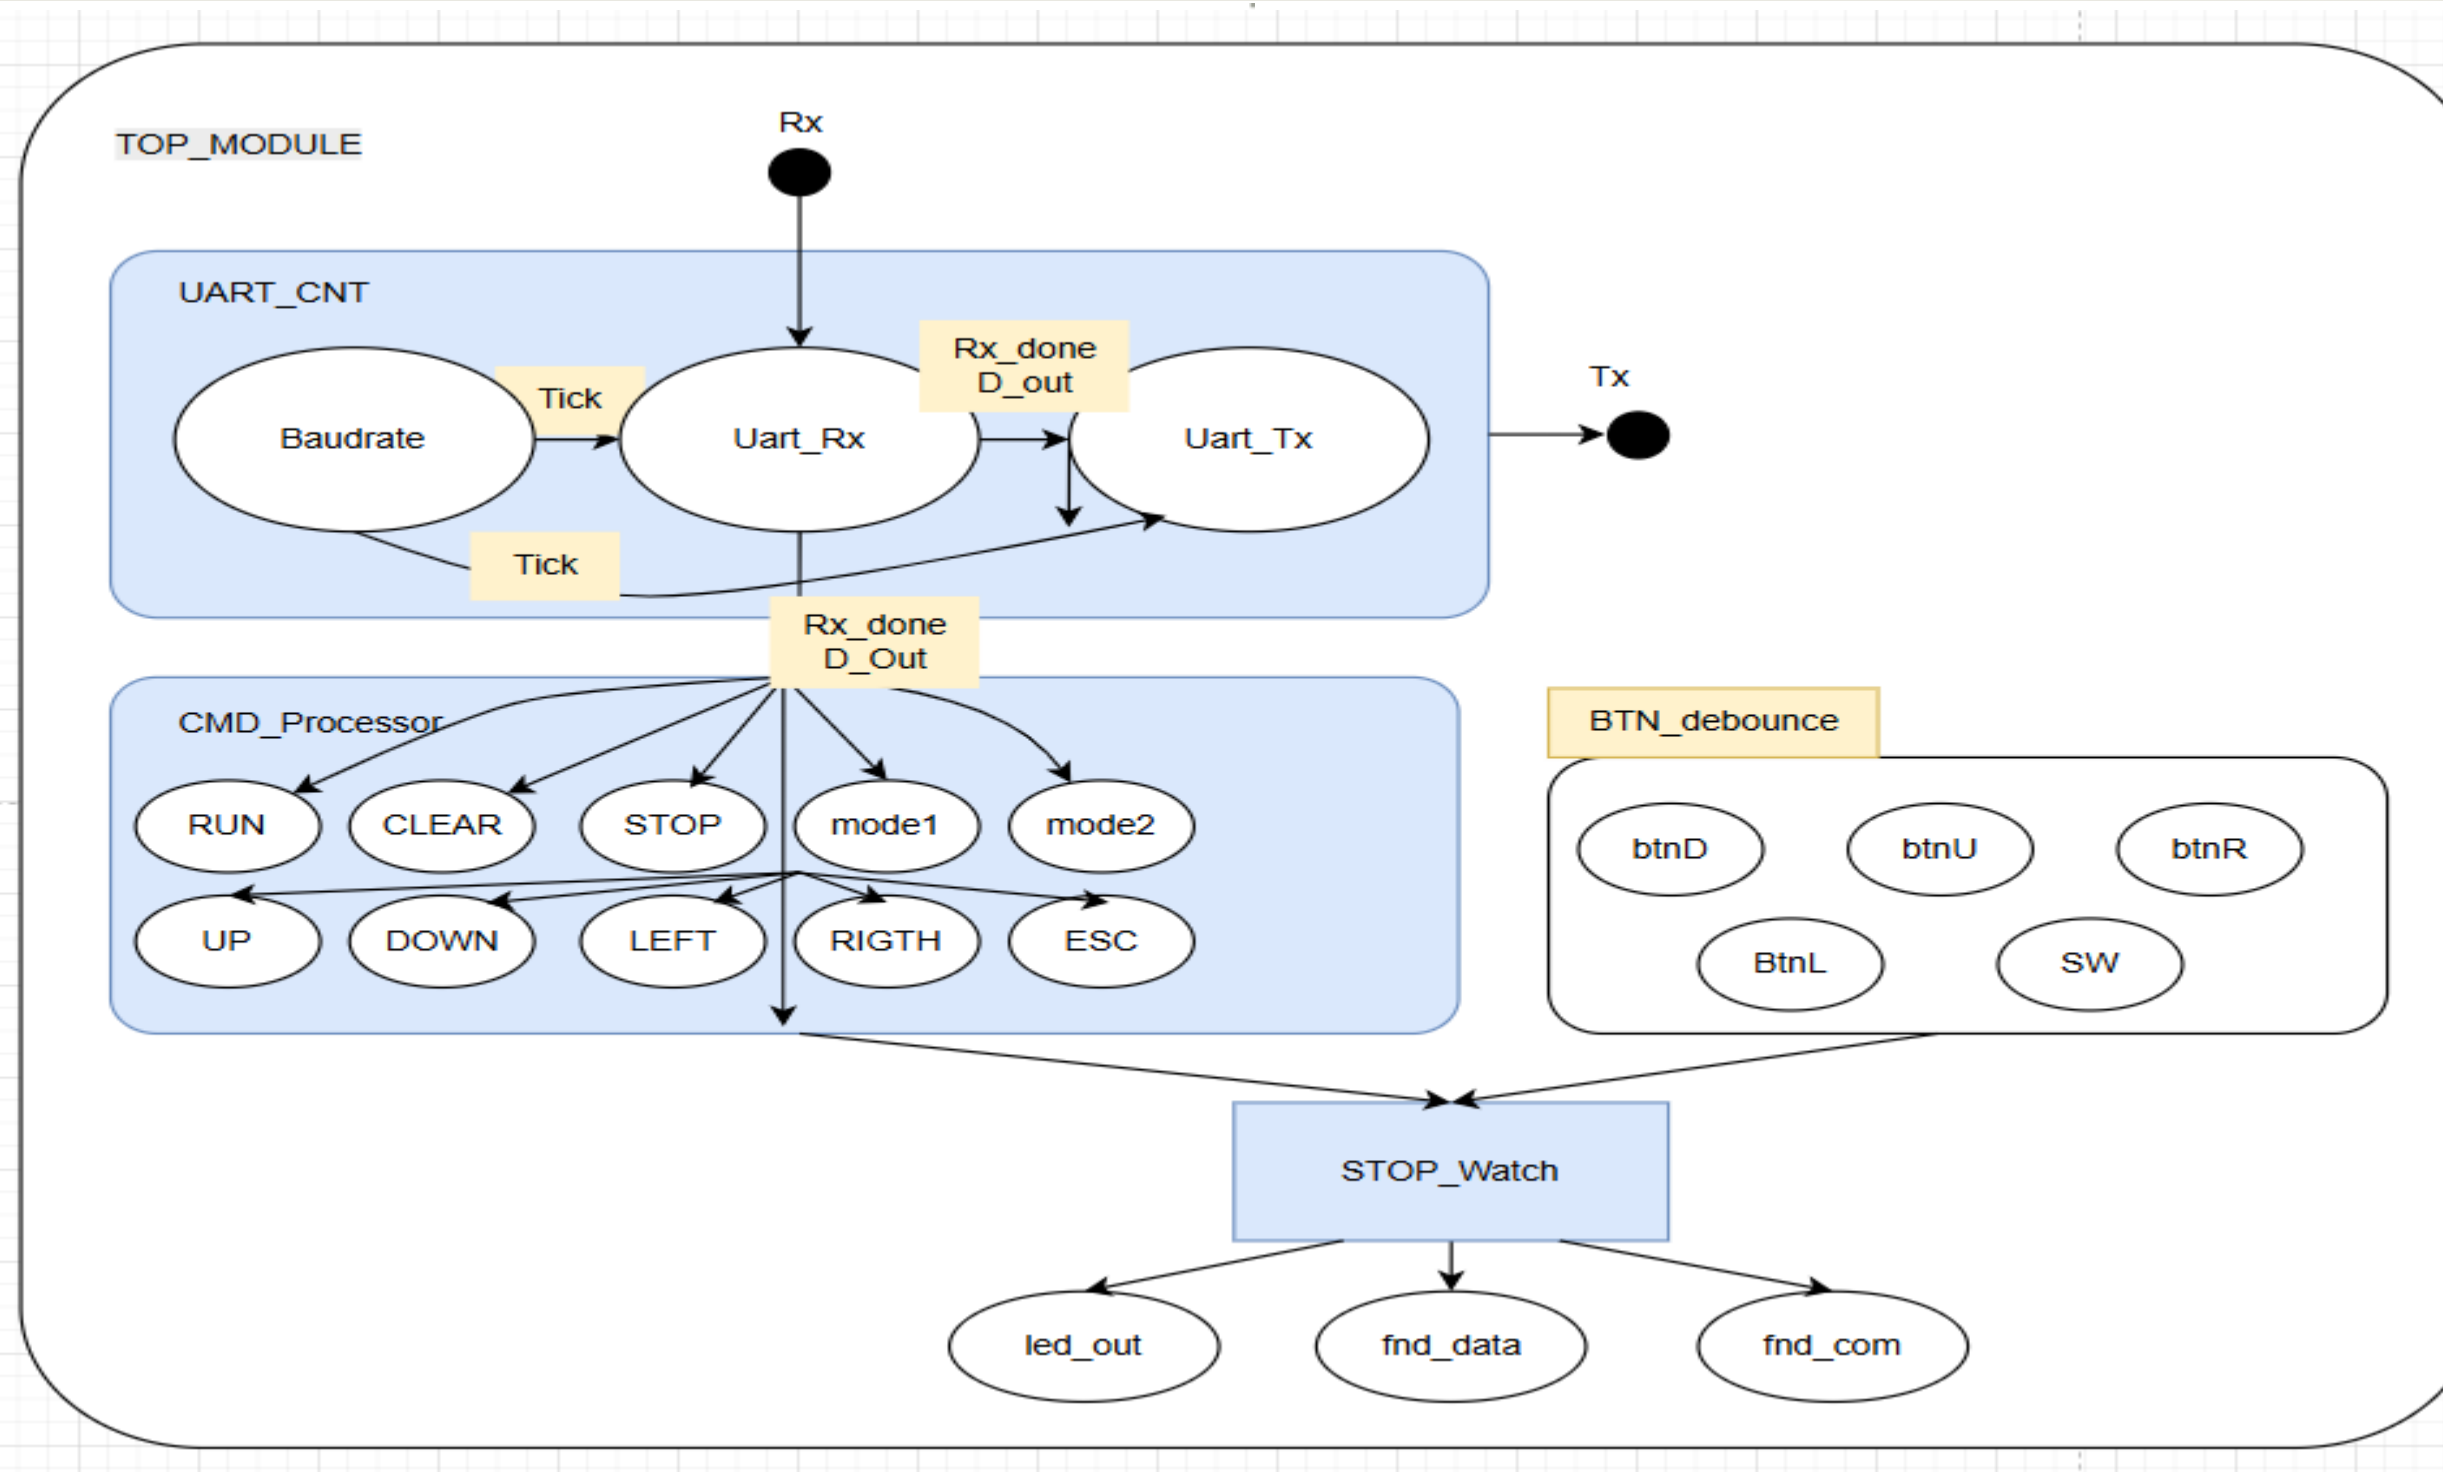 TOP_MODULE
Rx
UART_CNT
Rx_done
D_out
Tick
Tx
Baudrate
Uart_Rx
Uart_Tx
Tick
Rx_done
D_Out
CMD_Processor
BTN_debounce
RUN
CLEAR
STOP
mode1
mode2
btnD
btnU
btnR
UP
DOWN
LEFT
RIGTH
ESC
BtnL
SW
STOP_Watch
led_out
fnd_data
fnd_com